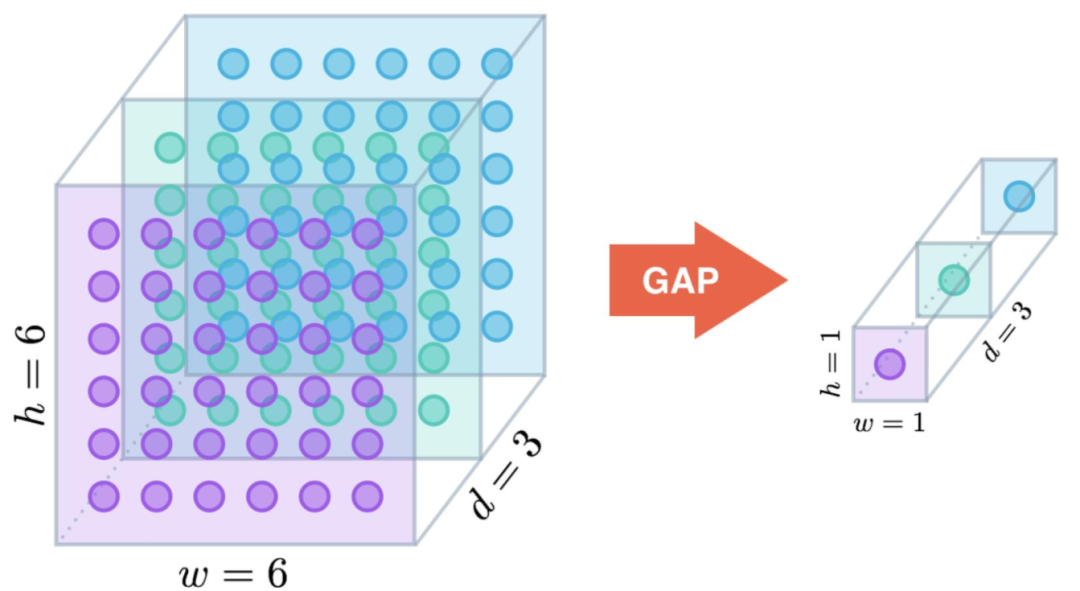 h = 6
w = 6
d = 3
GAP
h = 1
w = 1
d = 3